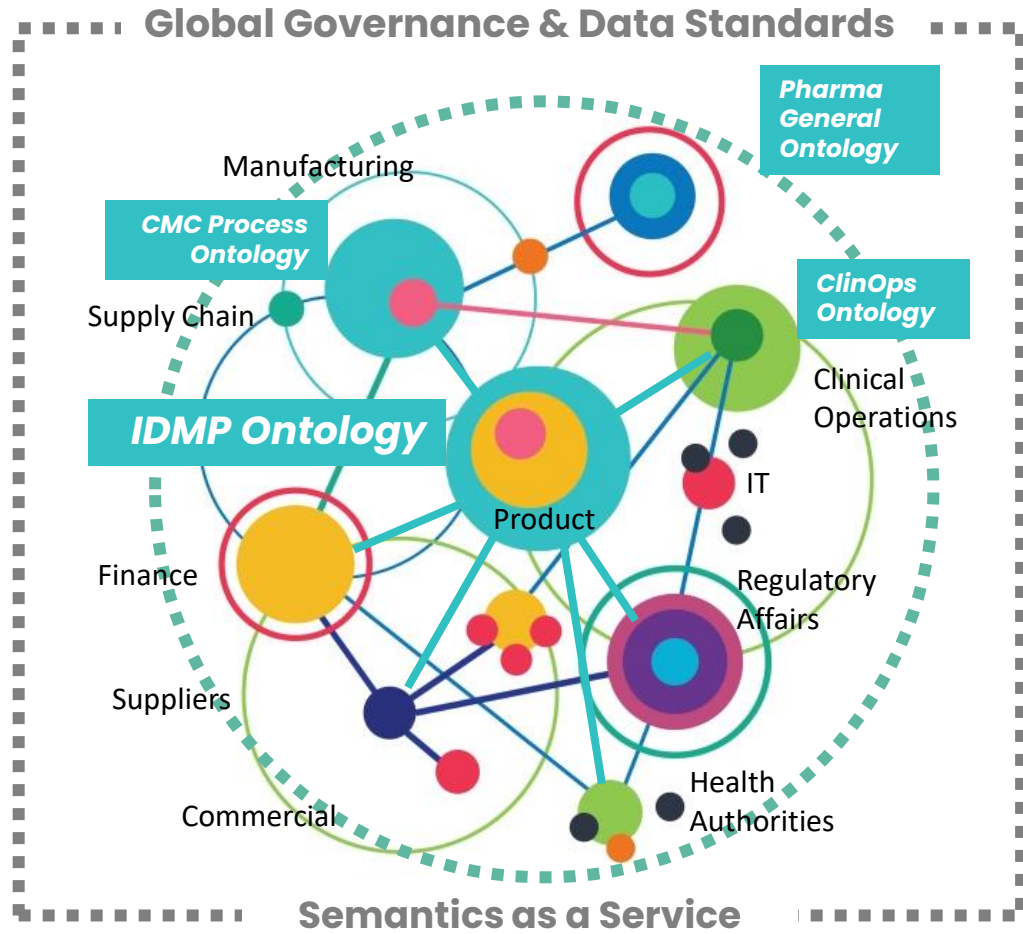 Global Governance & Data Standards
Pharma
General
Ontology
Manufacturing
CMC Process
Ontology
ClinOps
Ontology
Supply Chain
Clinical
Operations
IDMP Ontology
IT
Product
Finance
Regulatory
Affairs
Suppliers
Health
Authorities
Commercial
Semantics as a Service